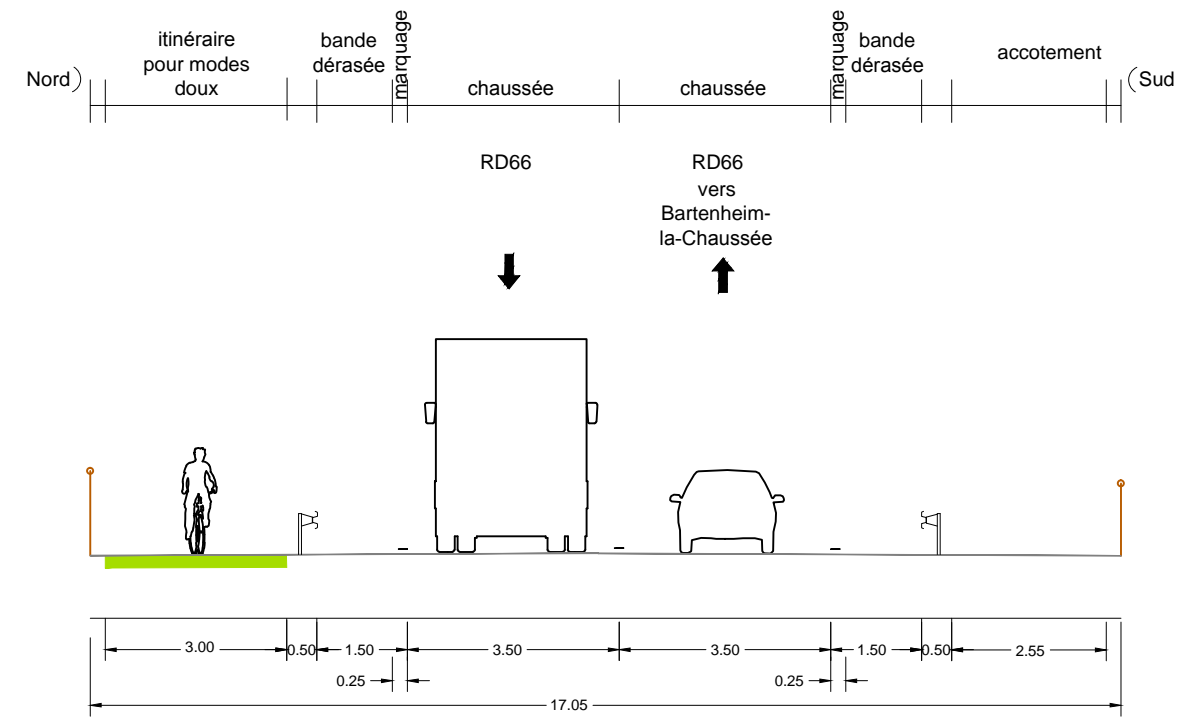 Nord)
itinéraire
pour modes
doux
bande
dérasée
marquage
chaussée
chaussée
marquage
bande
dérasée
accotement
(Sud
RD66
RD66
vers
Bartenheim-
la-Chaussée
3.00
0.50
1.50
3.50
3.50
1.50
0.50
2.55
0.25
0.25
17.05